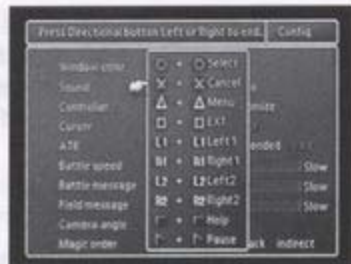 Press Directional button Left or Right to end. Config
Window color
Sound
Controller
Cursor
ATB
Battle speed
Battle message
Field message
Camera angle
Magic order
○ • ○ Select
X • X Cancel
Δ • Δ Menu
□ • □ EXT
L1 • L1 Left1
R1 • R1 Right1
L2 • L2 Left2
R2 • R2 Right2
Help
Pause
Slow
Slow
Slow
indirect